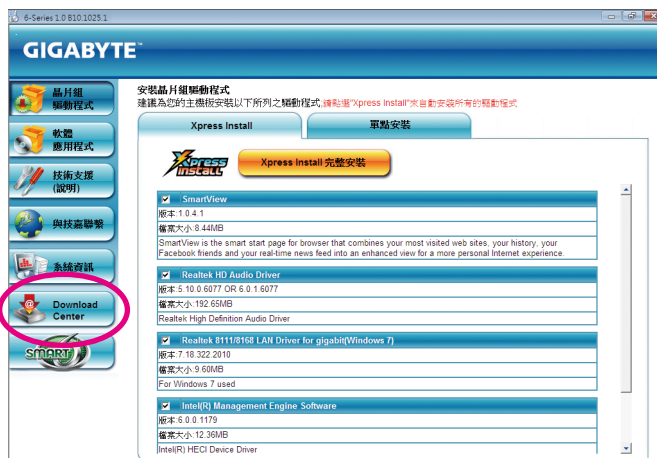 6-Series 1.0 B10.1025.1
GIGABYTE™
晶片組
驅動程式
軟體
應用程式
技術支援
(說明)
與技嘉聯繫
系統資訊
Download
Center
SMART
安裝晶片組驅動程式
建議為您的主機板安裝以下所列之驅動程式,請點選"Xpress Install"來自動安裝所有的驅動程式
Xpress Install
單點安裝
Xpress
INSTALL
Xpress Install 完整安裝
SmartView
版本:1.0.4.1
檔案大小:8.44MB
SmartView is the smart start page for browser that combines your most visited web sites, your history, your
Facebook friends and your real-time news feed into an enhanced view for a more personal Internet experience.
Realtek HD Audio Driver
版本:5.10.0.6077 OR 6.0.1.6077
檔案大小:192.65MB
Realtek High Definition Audio Driver
Realtek 8111/8168 LAN Driver for gigabit(Windows 7)
版本:7.18.322.2010
檔案大小:9.60MB
For Windows 7 used
Intel(R) Management Engine Software
版本:6.0.0.1179
檔案大小:12.36MB
Intel(R) HECI Device Driver